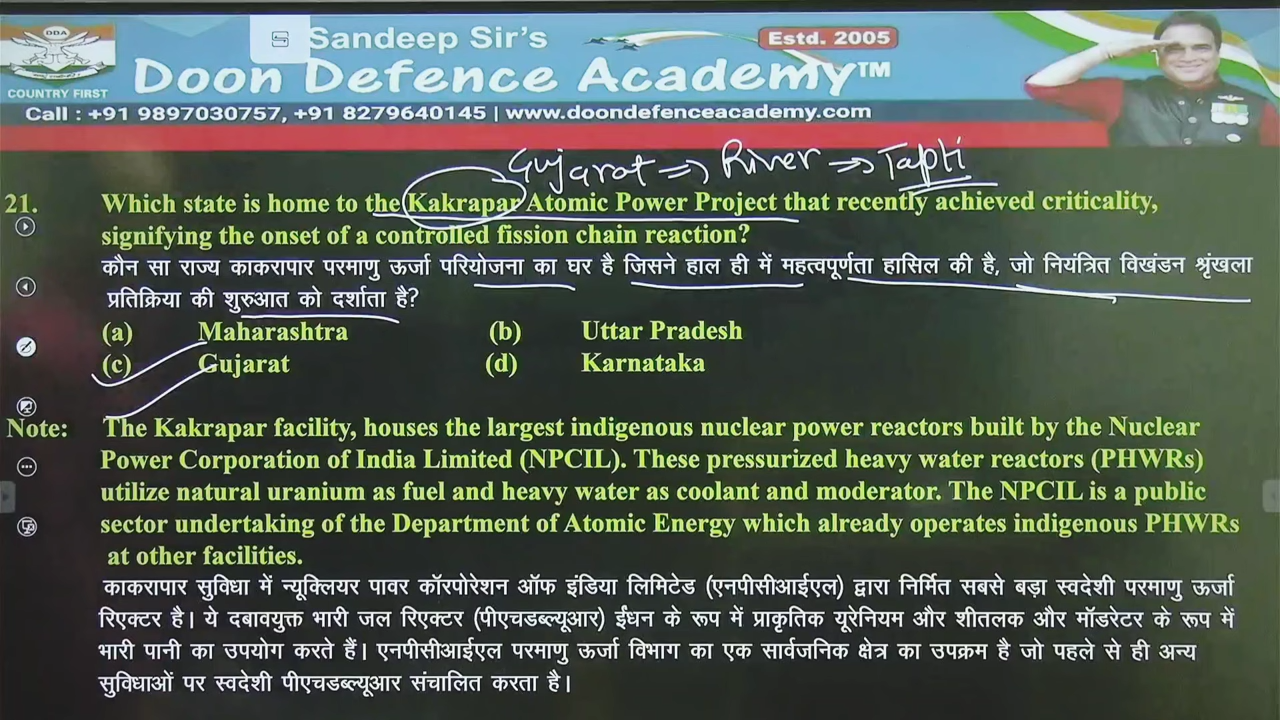 DDA
COUNTRY FIRST
Sandeep Sir's
Estd. 2005
Doon Defence Academy™
Call : +91 9897030757, +91 8279640145 | www.doondefenceacademy.com
Gujarat => River => Tapti
21. Which state is home to the Kakrapar Atomic Power Project that recently achieved criticality,
signifying the onset of a controlled fission chain reaction?
कौन सा राज्य काकरापार परमाणु ऊर्जा परियोजना का घर है जिसने हाल ही में महत्वपूर्णता हासिल की है, जो नियंत्रित विखंडन श्रृंखला
प्रतिक्रिया की शुरुआत को दर्शाता है?
(a) Maharashtra (b) Uttar Pradesh
(c) Gujarat (d) Karnataka
Note: The Kakrapar facility, houses the largest indigenous nuclear power reactors built by the Nuclear
Power Corporation of India Limited (NPCIL). These pressurized heavy water reactors (PHWRs)
utilize natural uranium as fuel and heavy water as coolant and moderator. The NPCIL is a public
sector undertaking of the Department of Atomic Energy which already operates indigenous PHWRs
at other facilities.
काकरापार सुविधा में न्यूक्लियर पावर कॉरपोरेशन ऑफ इंडिया लिमिटेड (एनपीसीआईएल) द्वारा निर्मित सबसे बड़ा स्वदेशी परमाणु ऊर्जा
रिएक्टर है। ये दबावयुक्त भारी जल रिएक्टर (पीएचडब्ल्यूआर) ईंधन के रूप में प्राकृतिक यूरेनियम और शीतलक और मॉडरेटर के रूप में
भारी पानी का उपयोग करते हैं। एनपीसीआईएल परमाणु ऊर्जा विभाग का एक सार्वजनिक क्षेत्र का उपक्रम है जो पहले से ही अन्य
सुविधाओं पर स्वदेशी पीएचडब्ल्यूआर संचालित करता है।